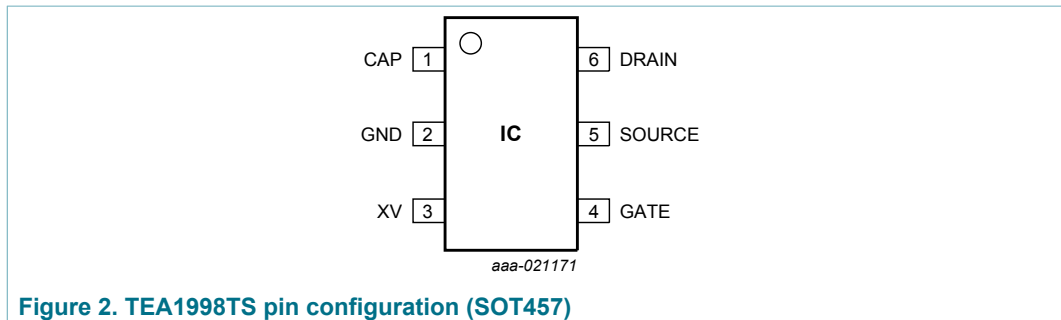 CAP 1 6 DRAIN
GND 2 IC 5 SOURCE
XV 3 4 GATE
aaa-021171
Figure 2. TEA1998TS pin configuration (SOT457)